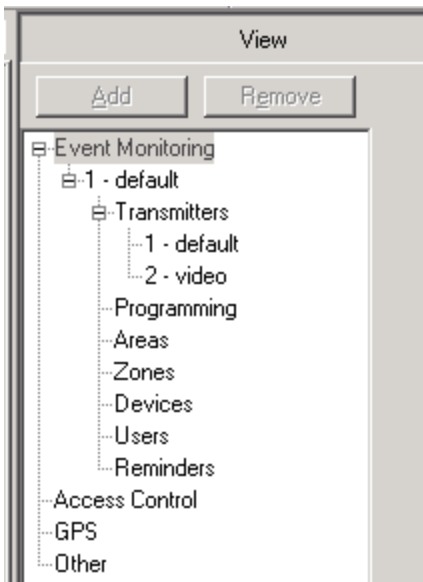 View
Add Remove
Event Monitoring
1 - default
Transmitters
1 - default
2 - video
Programming
Areas
Zones
Devices
Users
Reminders
Access Control
GPS
Other